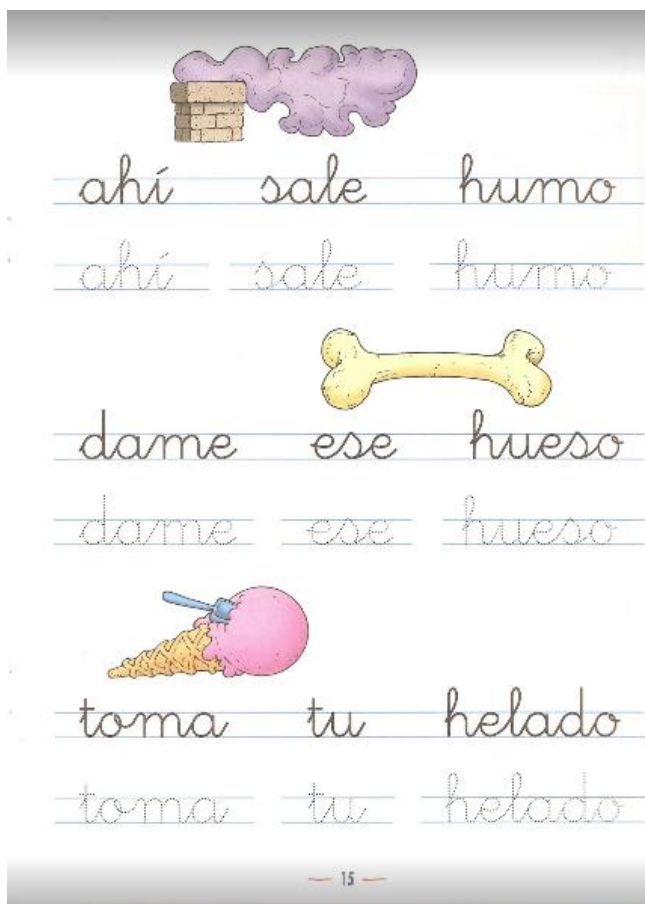 ahí sale humo
ahí sale humo
dame ese hueso
dame ese hueso
toma tu helado
toma tu helado
15